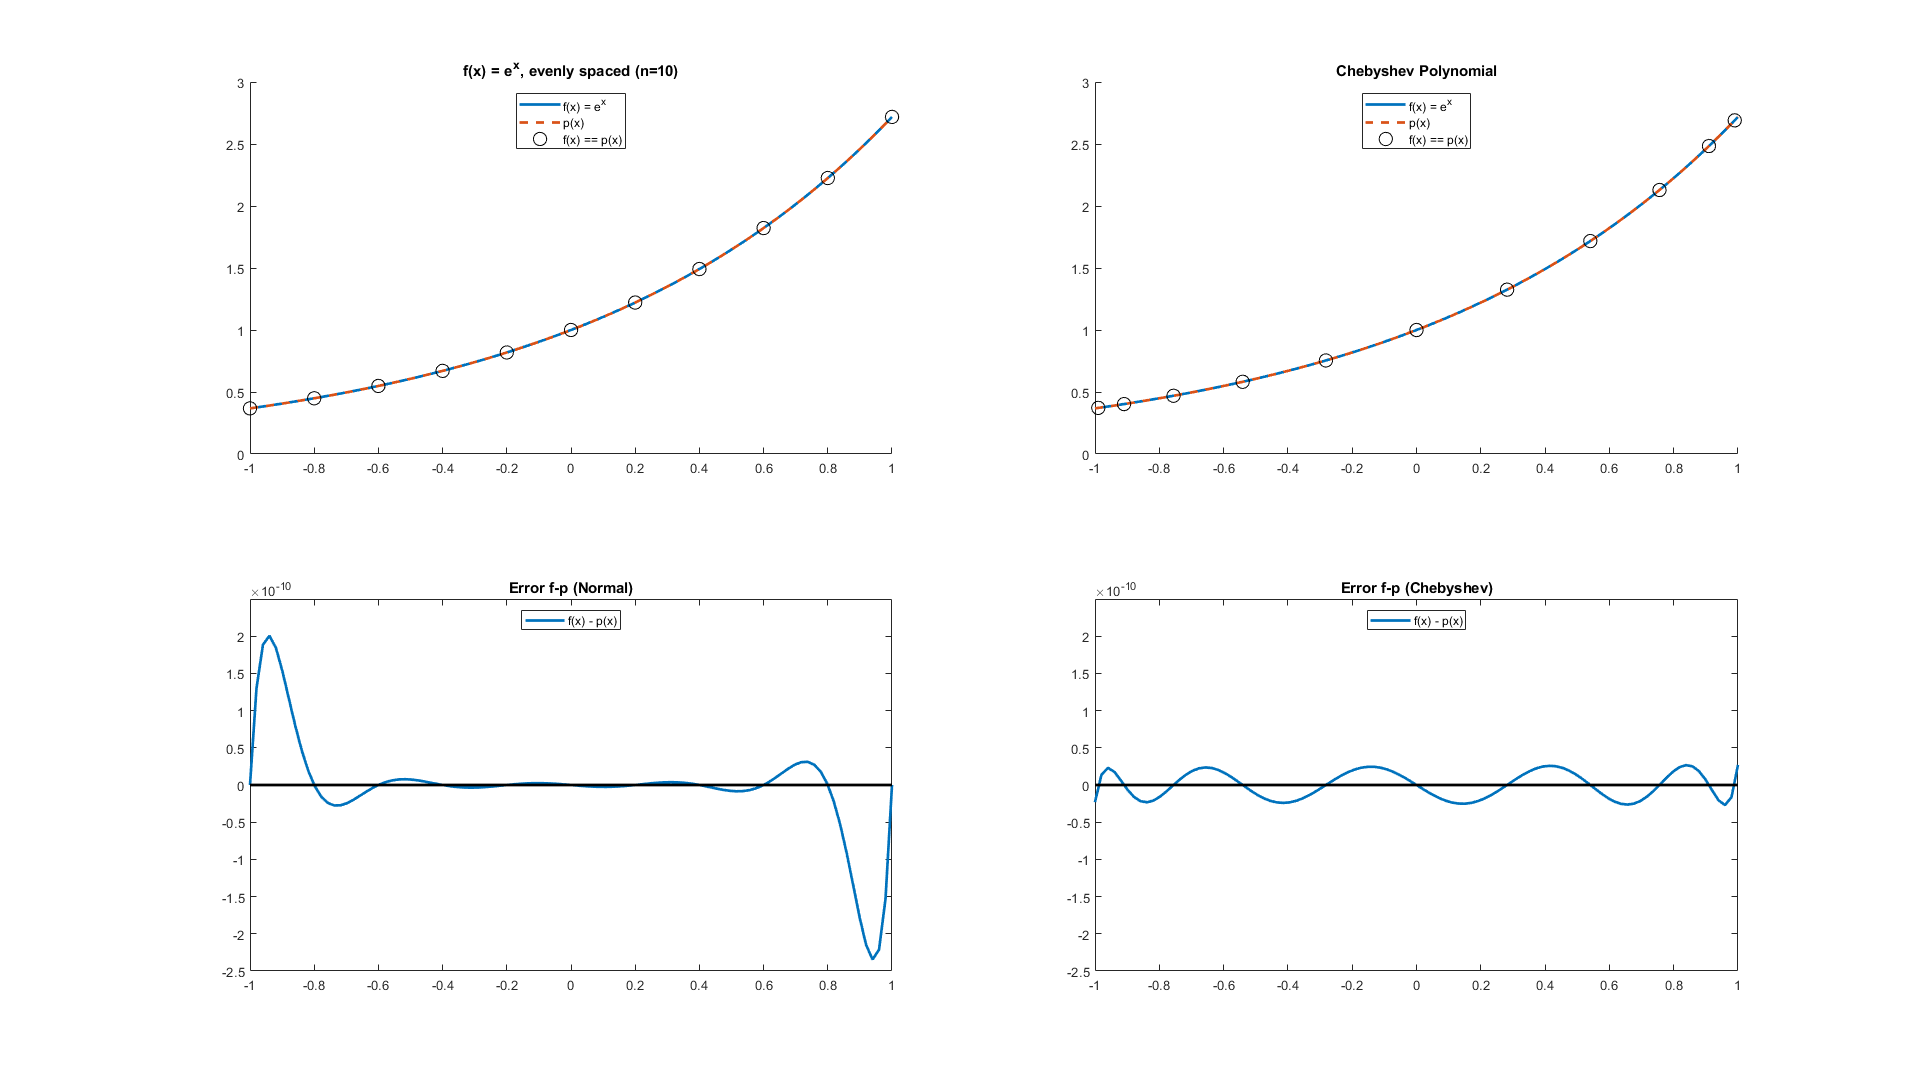 f(x) = e^x, evenly spaced (n=10)
f(x) = e^x
p(x)
f(x) == p(x)
3
2.5
2
1.5
1
0.5
0
-1 -0.8 -0.6 -0.4 -0.2 0 0.2 0.4 0.6 0.8 1
Chebyshev Polynomial
f(x) = e^x
p(x)
f(x) == p(x)
3
2.5
2
1.5
1
0.5
0
-1 -0.8 -0.6 -0.4 -0.2 0 0.2 0.4 0.6 0.8 1
Error f-p (Normal)
×10^-10
f(x) - p(x)
2
1.5
1
0.5
0
-0.5
-1
-1.5
-2
-2.5
-1 -0.8 -0.6 -0.4 -0.2 0 0.2 0.4 0.6 0.8 1
Error f-p (Chebyshev)
×10^-10
f(x) - p(x)
2
1.5
1
0.5
0
-0.5
-1
-1.5
-2
-2.5
-1 -0.8 -0.6 -0.4 -0.2 0 0.2 0.4 0.6 0.8 1